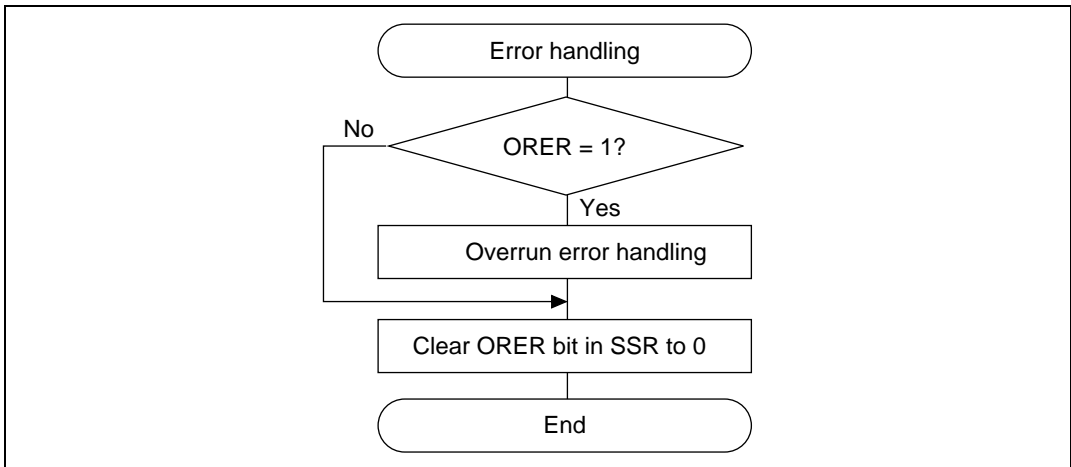 Error handling
No
ORER = 1?
Yes
Overrun error handling
Clear ORER bit in SSR to 0
End